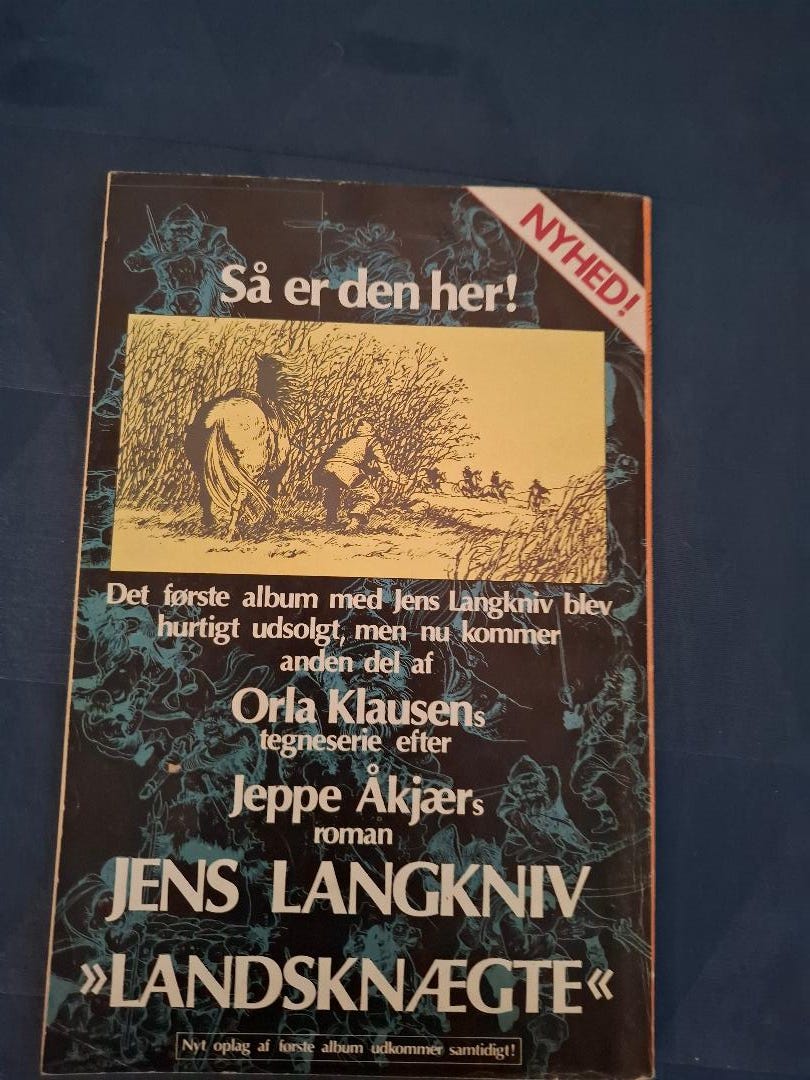 NYHED!
Så er den her!
Det første album med Jens Langkniv blev
hurtigt udsolgt, men nu kommer
anden del af
Orla Klausens
tegneserie efter
Jeppe Åkjærs
roman
JENS LANGKNIV
»LANDSKNÆGTE«
Nyt oplag af første album udkommer samtidigt!